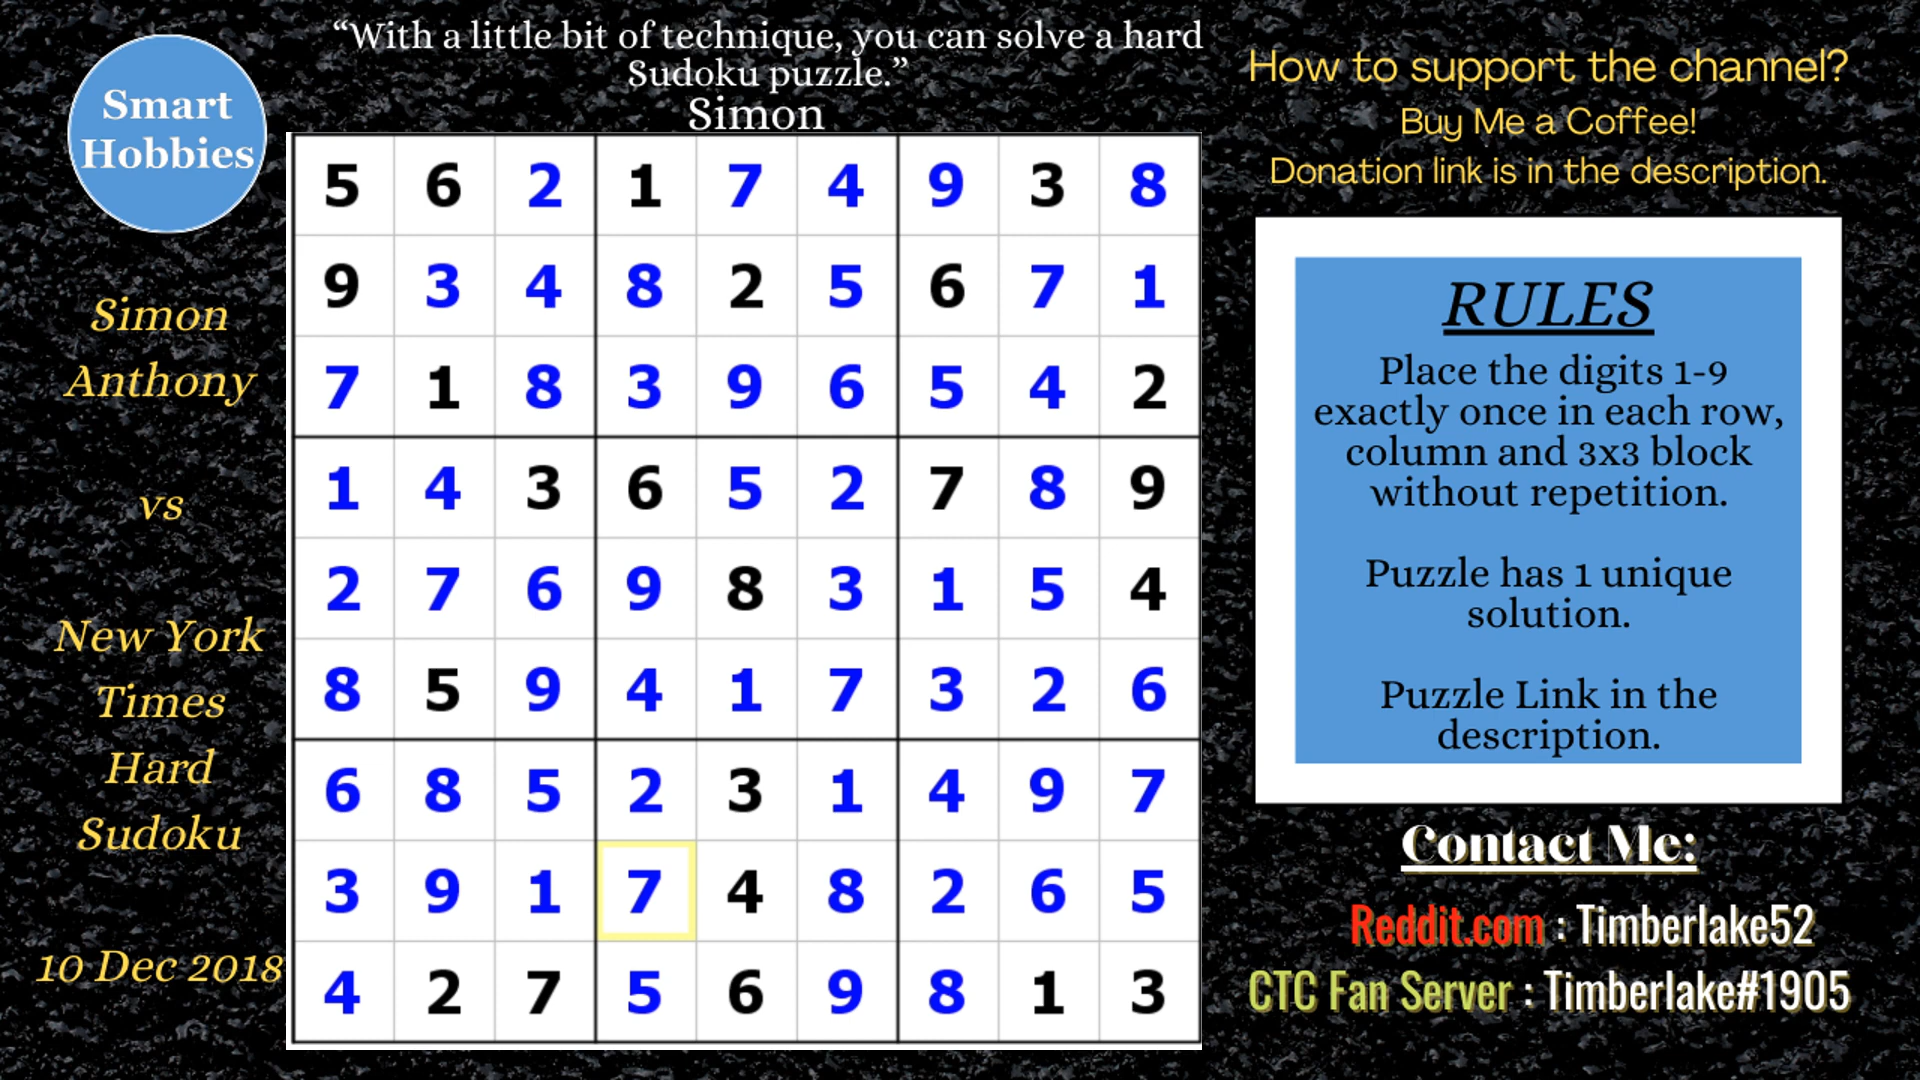 Smart
Hobbies
“With a little bit of technique, you can solve a hard
Sudoku puzzle.”
Simon
Simon
Anthony
vs
New York
Times
Hard
Sudoku
10 Dec 2018
5 6 2 1 7 4 9 3 8
9 3 4 8 2 5 6 7 1
7 1 8 3 9 6 5 4 2
1 4 3 6 5 2 7 8 9
2 7 6 9 8 3 1 5 4
8 5 9 4 1 7 3 2 6
6 8 5 2 3 1 4 9 7
3 9 1 7 4 8 2 6 5
4 2 7 5 6 9 8 1 3
How to support the channel?
Buy Me a Coffee!
Donation link is in the description.
RULES
Place the digits 1-9
exactly once in each row,
column and 3x3 block
without repetition.
Puzzle has 1 unique
solution.
Puzzle Link in the
description.
Contact Me:
Reddit.com : Timberlake52
CTC Fan Server : Timberlake#1905